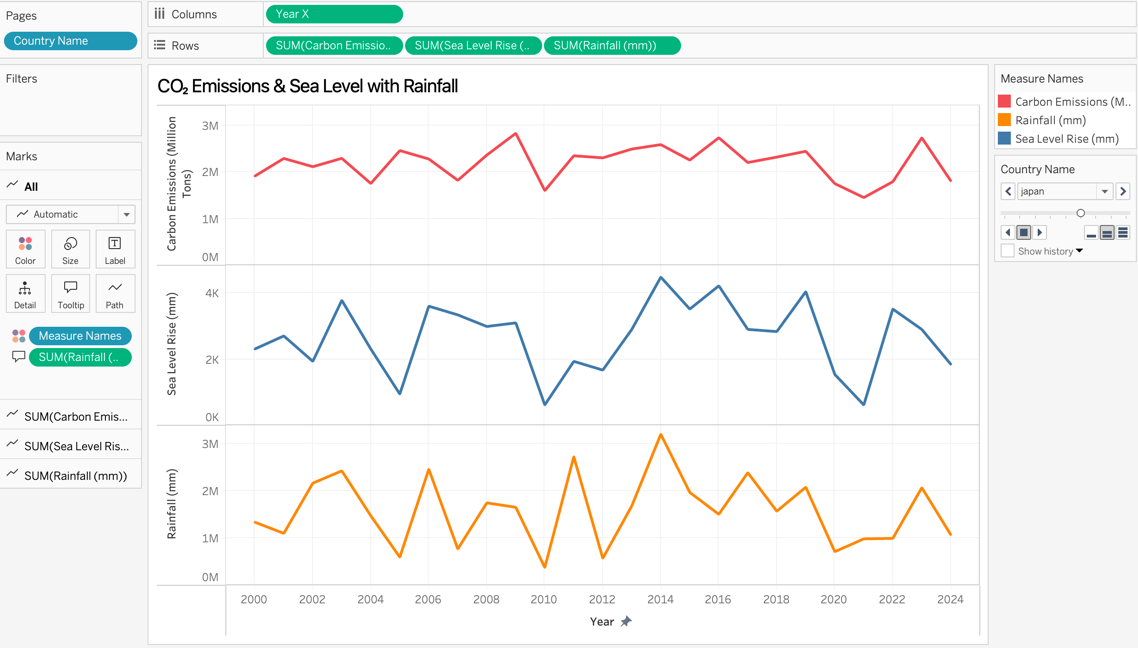 Pages
Country Name
Filters
Marks
All
Automatic
Color
Size
Label
Detail
Tooltip
Path
Measure Names
SUM(Rainfall (..
SUM(Carbon Emis...
SUM(Sea Level Ris...
SUM(Rainfall (mm))
Columns
Year X
Rows
SUM(Carbon Emissio..
SUM(Sea Level Rise (..
SUM(Rainfall (mm))
CO₂ Emissions & Sea Level with Rainfall
Carbon Emissions (Million
Tons)
3M
2M
1M
0M
Sea Level Rise (mm)
4K
2K
0K
Rainfall (mm)
3M
2M
1M
0M
2000
2002
2004
2006
2008
2010
2012
2014
2016
2018
2020
2022
2024
Year
Measure Names
Carbon Emissions (M..
Rainfall (mm)
Sea Level Rise (mm)
Country Name
japan
Show history